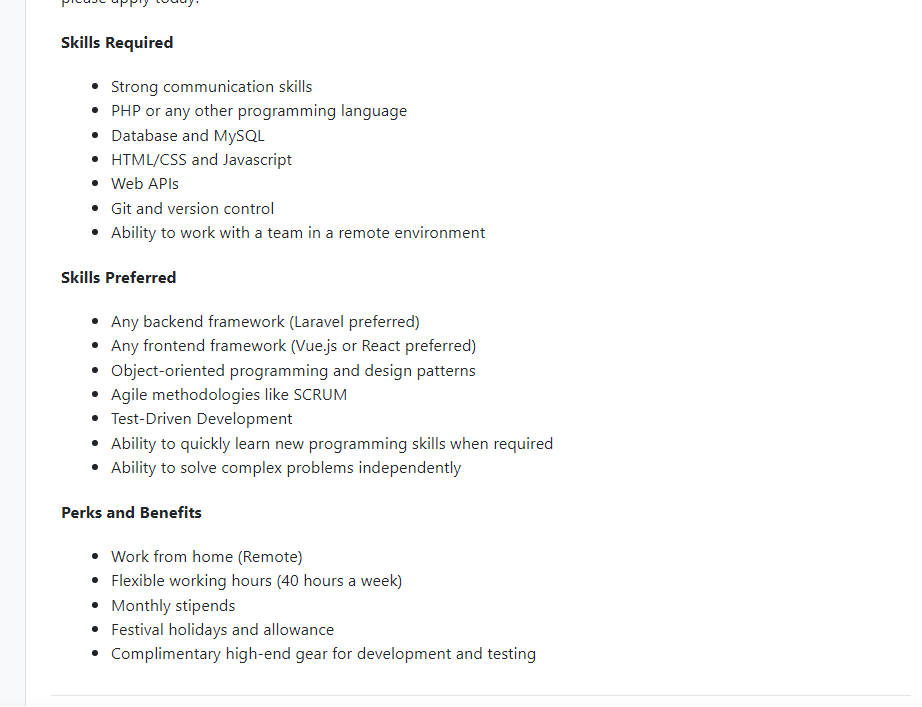 please apply today.
Skills Required
Strong communication skills
PHP or any other programming language
Database and MySQL
HTML/CSS and Javascript
Web APIs
Git and version control
Ability to work with a team in a remote environment
Skills Preferred
Any backend framework (Laravel preferred)
Any frontend framework (Vue.js or React preferred)
Object-oriented programming and design patterns
Agile methodologies like SCRUM
Test-Driven Development
Ability to quickly learn new programming skills when required
Ability to solve complex problems independently
Perks and Benefits
Work from home (Remote)
Flexible working hours (40 hours a week)
Monthly stipends
Festival holidays and allowance
Complimentary high-end gear for development and testing